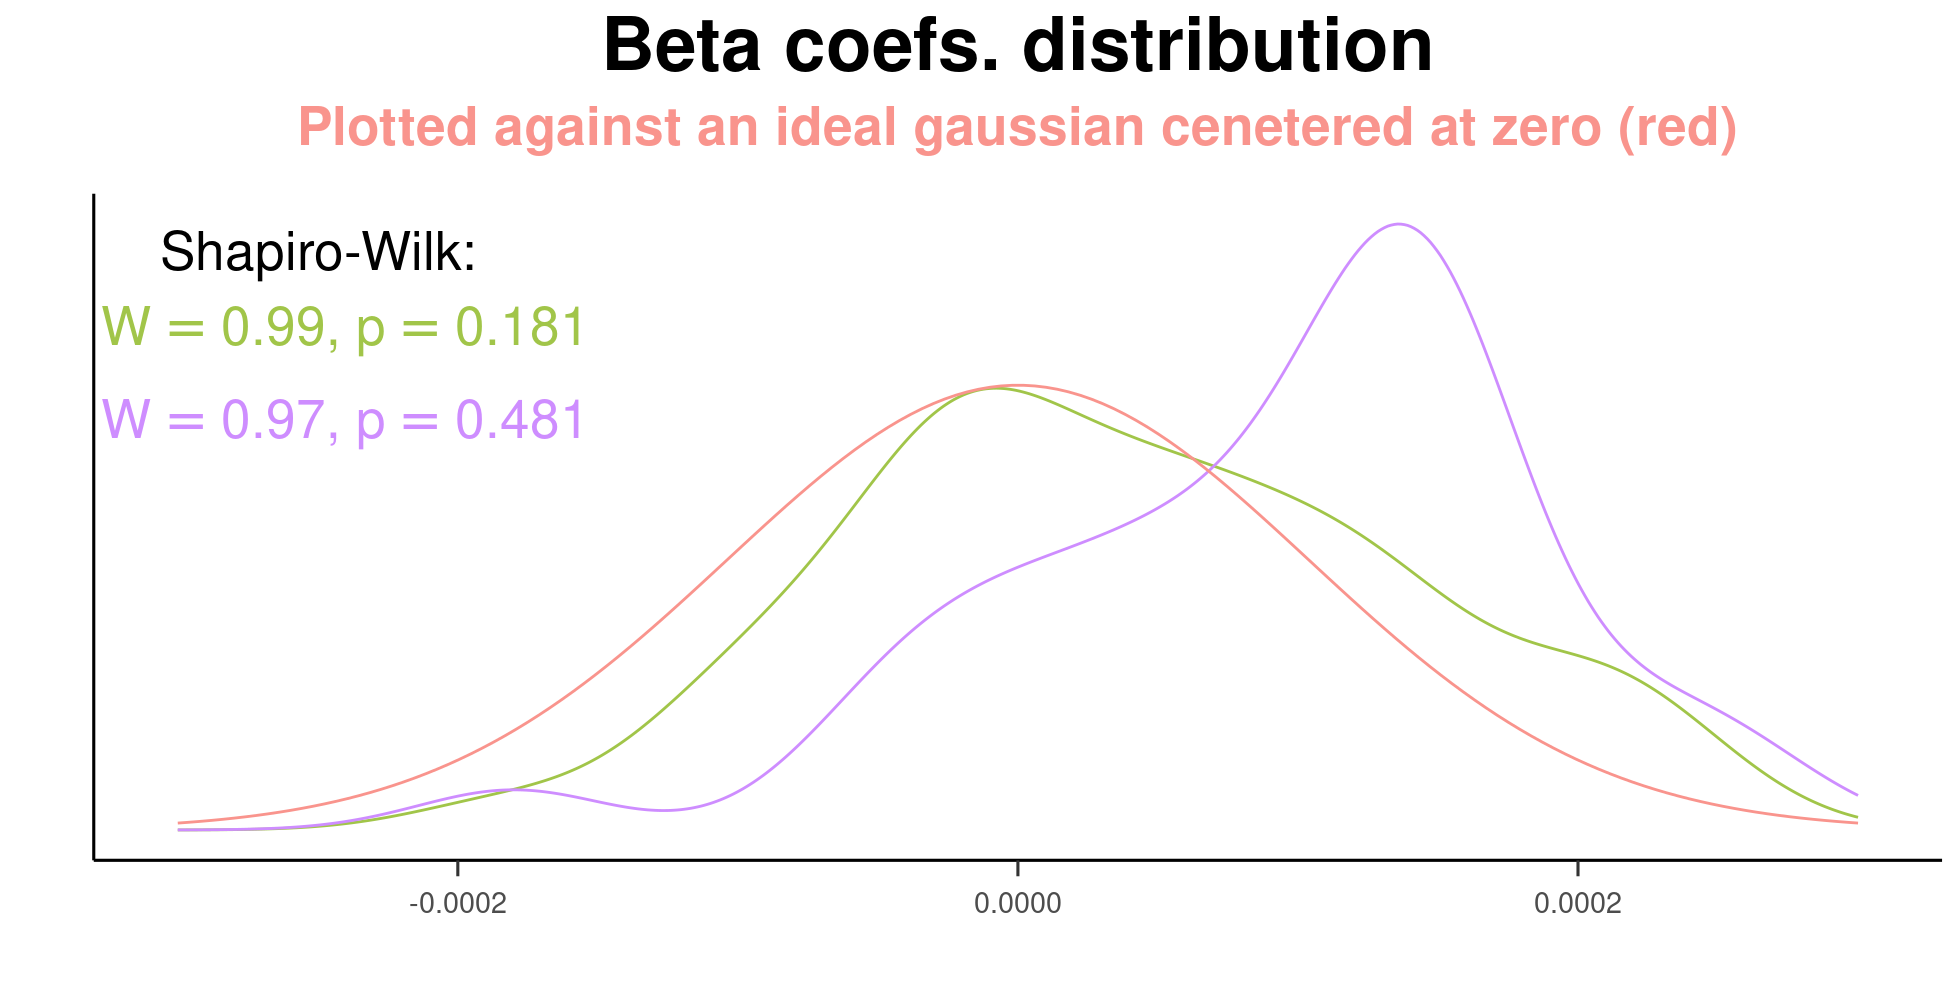 Beta coefs. distribution
Plotted against an ideal gaussian cenetered at zero (red)
Shapiro-Wilk:
W = 0.99, p = 0.181
W = 0.97, p = 0.481
-0.0002
0.0000
0.0002